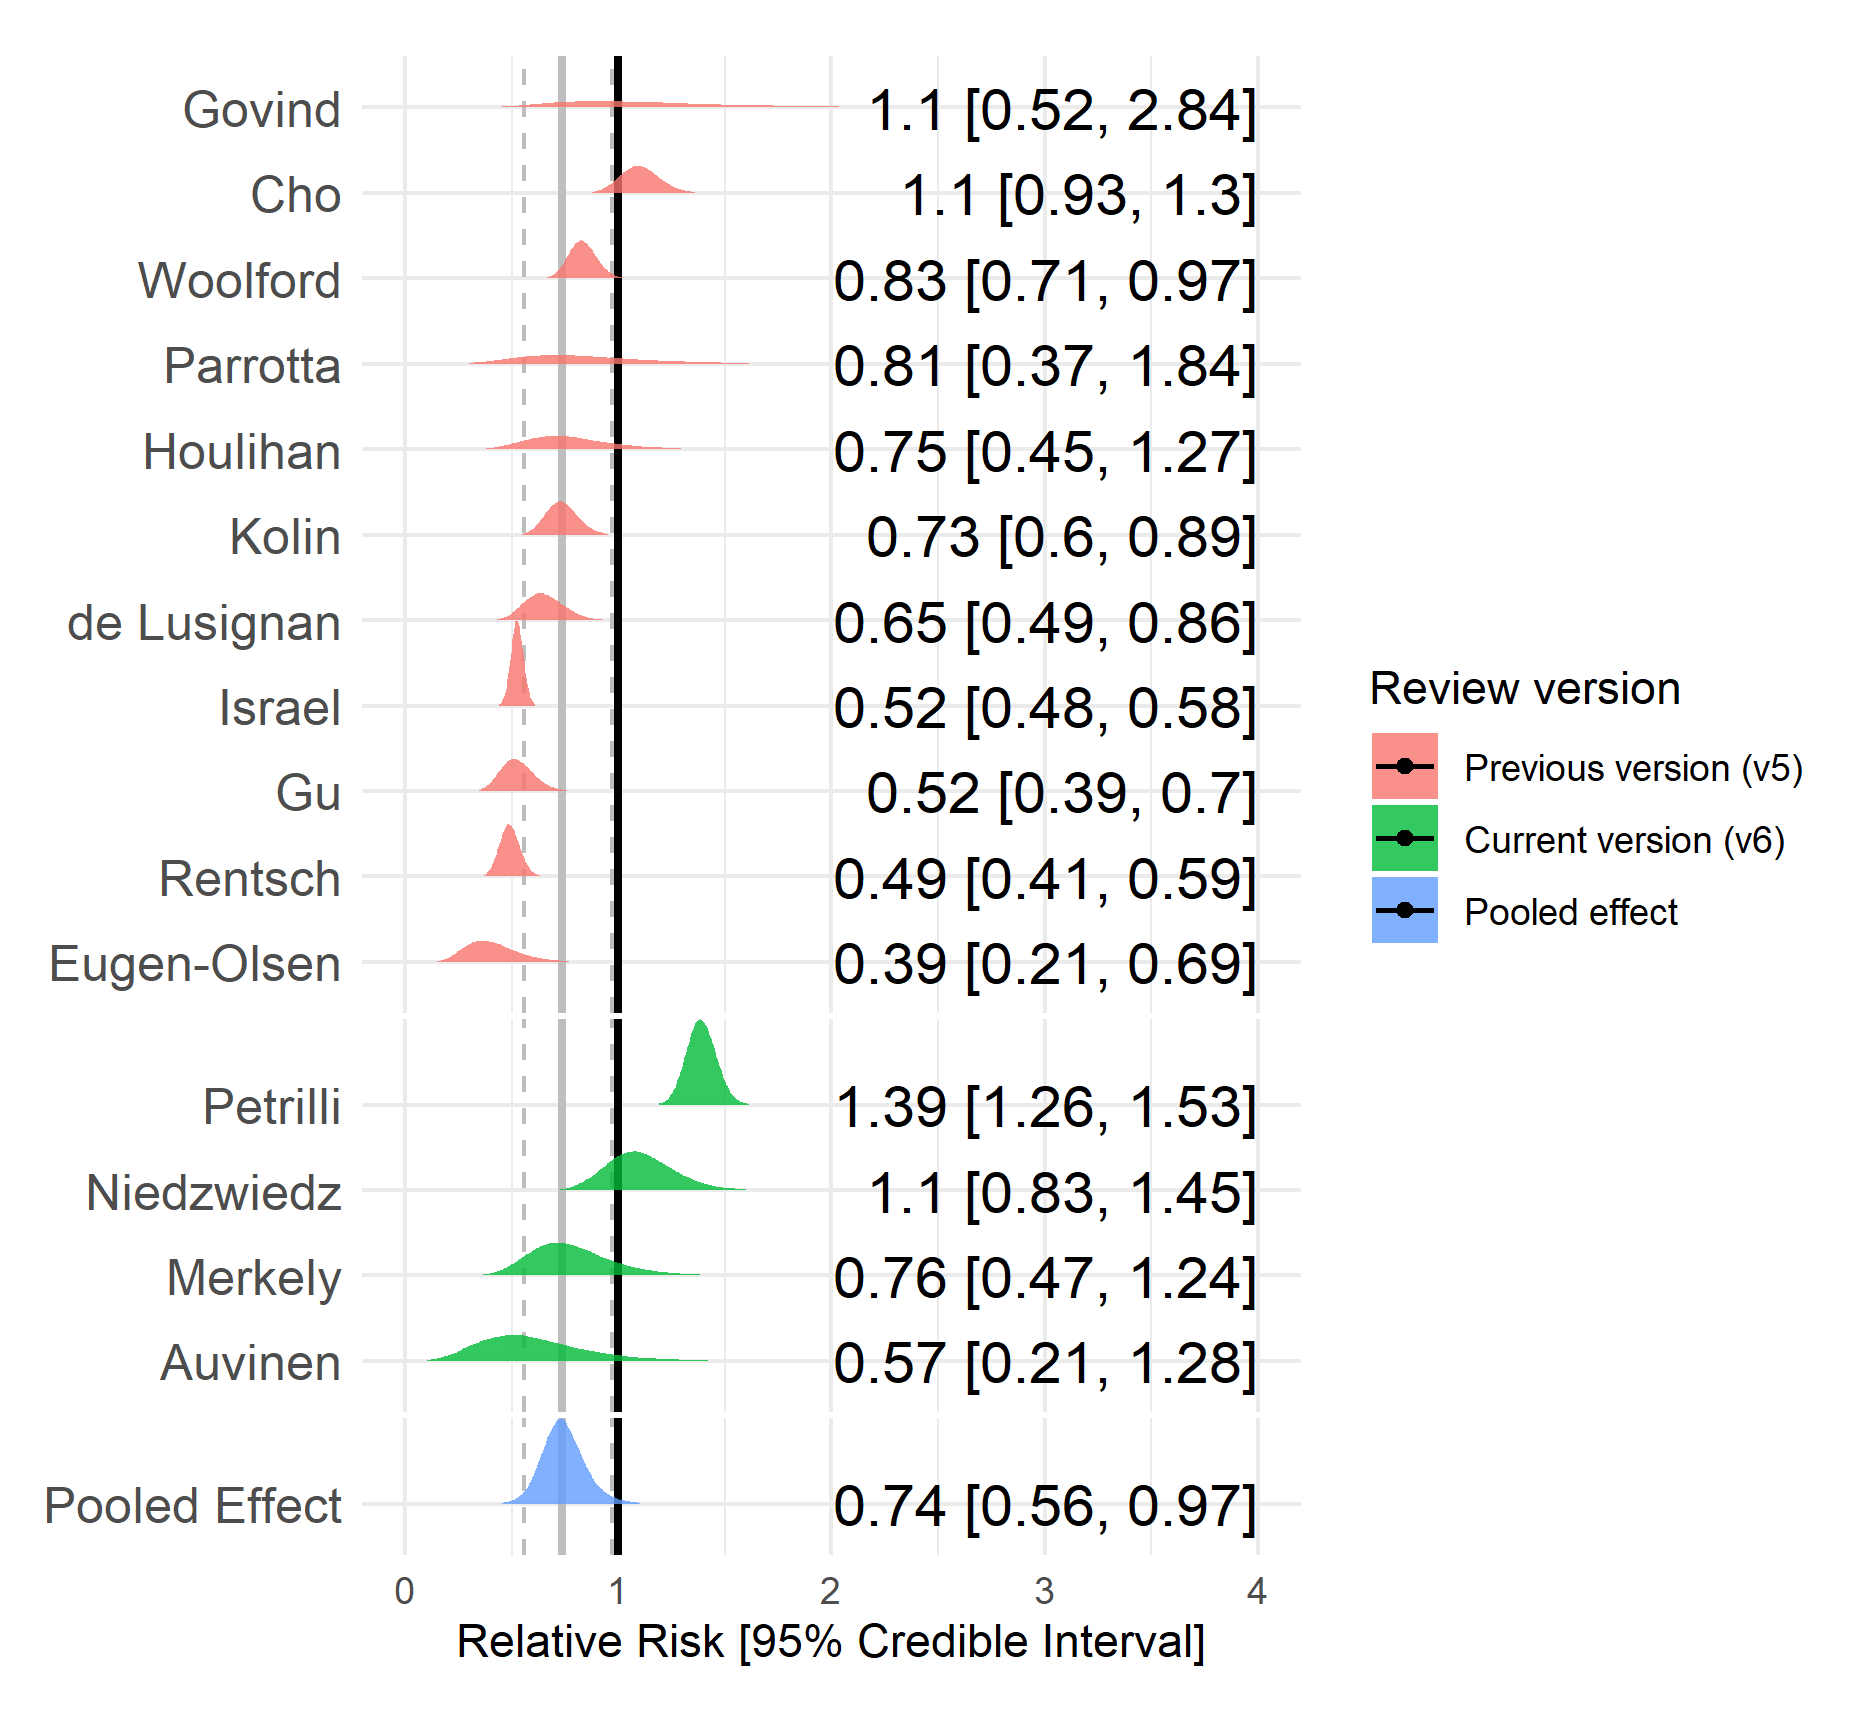 Govind 1.1 [0.52, 2.84]
Cho 1.1 [0.93, 1.3]
Woolford 0.83 [0.71, 0.97]
Parrotta 0.81 [0.37, 1.84]
Houlihan 0.75 [0.45, 1.27]
Kolin 0.73 [0.6, 0.89]
de Lusignan 0.65 [0.49, 0.86]
Israel 0.52 [0.48, 0.58]
Gu 0.52 [0.39, 0.7]
Rentsch 0.49 [0.41, 0.59]
Eugen-Olsen 0.39 [0.21, 0.69]
Petrilli 1.39 [1.26, 1.53]
Niedzwiedz 1.1 [0.83, 1.45]
Merkely 0.76 [0.47, 1.24]
Auvinen 0.57 [0.21, 1.28]
Pooled Effect 0.74 [0.56, 0.97]
0 1 2 3 4
Relative Risk [95% Credible Interval]
Review version
Previous version (v5)
Current version (v6)
Pooled effect